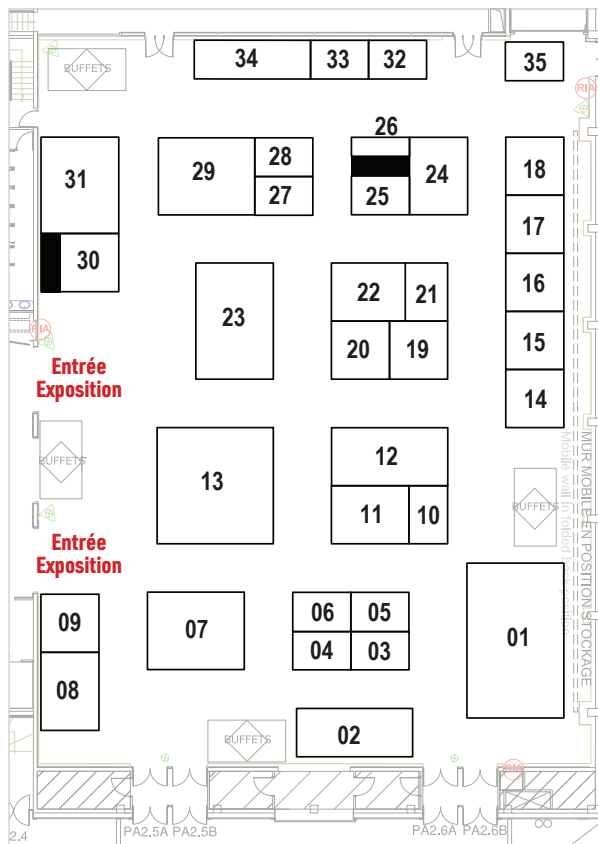 34
33
32
35
BUFFETS
RIA
26
31
29
28
27
25
24
18
30
17
23
22
21
16
20
19
15
RIA
Entrée
Exposition
14
13
12
BUFFETS
11
10
BUFFETS
MUR MOBILE EN POSITION STOCKAGE
Mobile wall in folded back position
Entrée
Exposition
09
07
06
05
04
03
01
08
02
BUFFETS
RIA
2.4
PA2.5A PA2.5B
PA2.6A PA2.6B